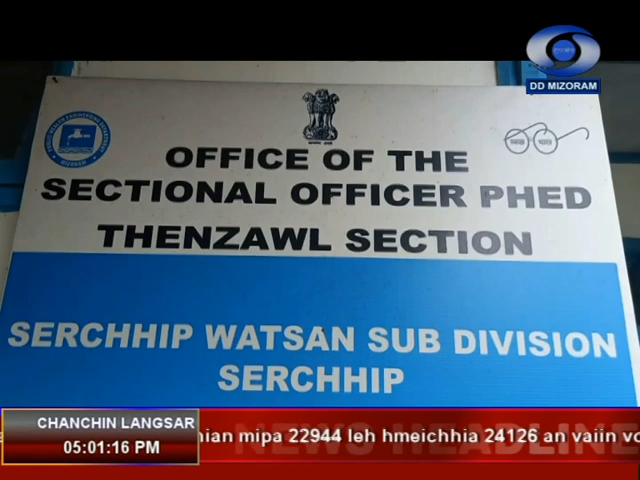 DD MIZORAM
OFFICE OF THE
SECTIONAL OFFICER PHED
THENZAWL SECTION
SERCHHIP WATSAN SUB DIVISION
SERCHHIP
CHANCHIN LANGSAR
05:01:16 PM
mipa 22944 leh hmeichhia 24126 an vaiin
NEWS HEADLINE